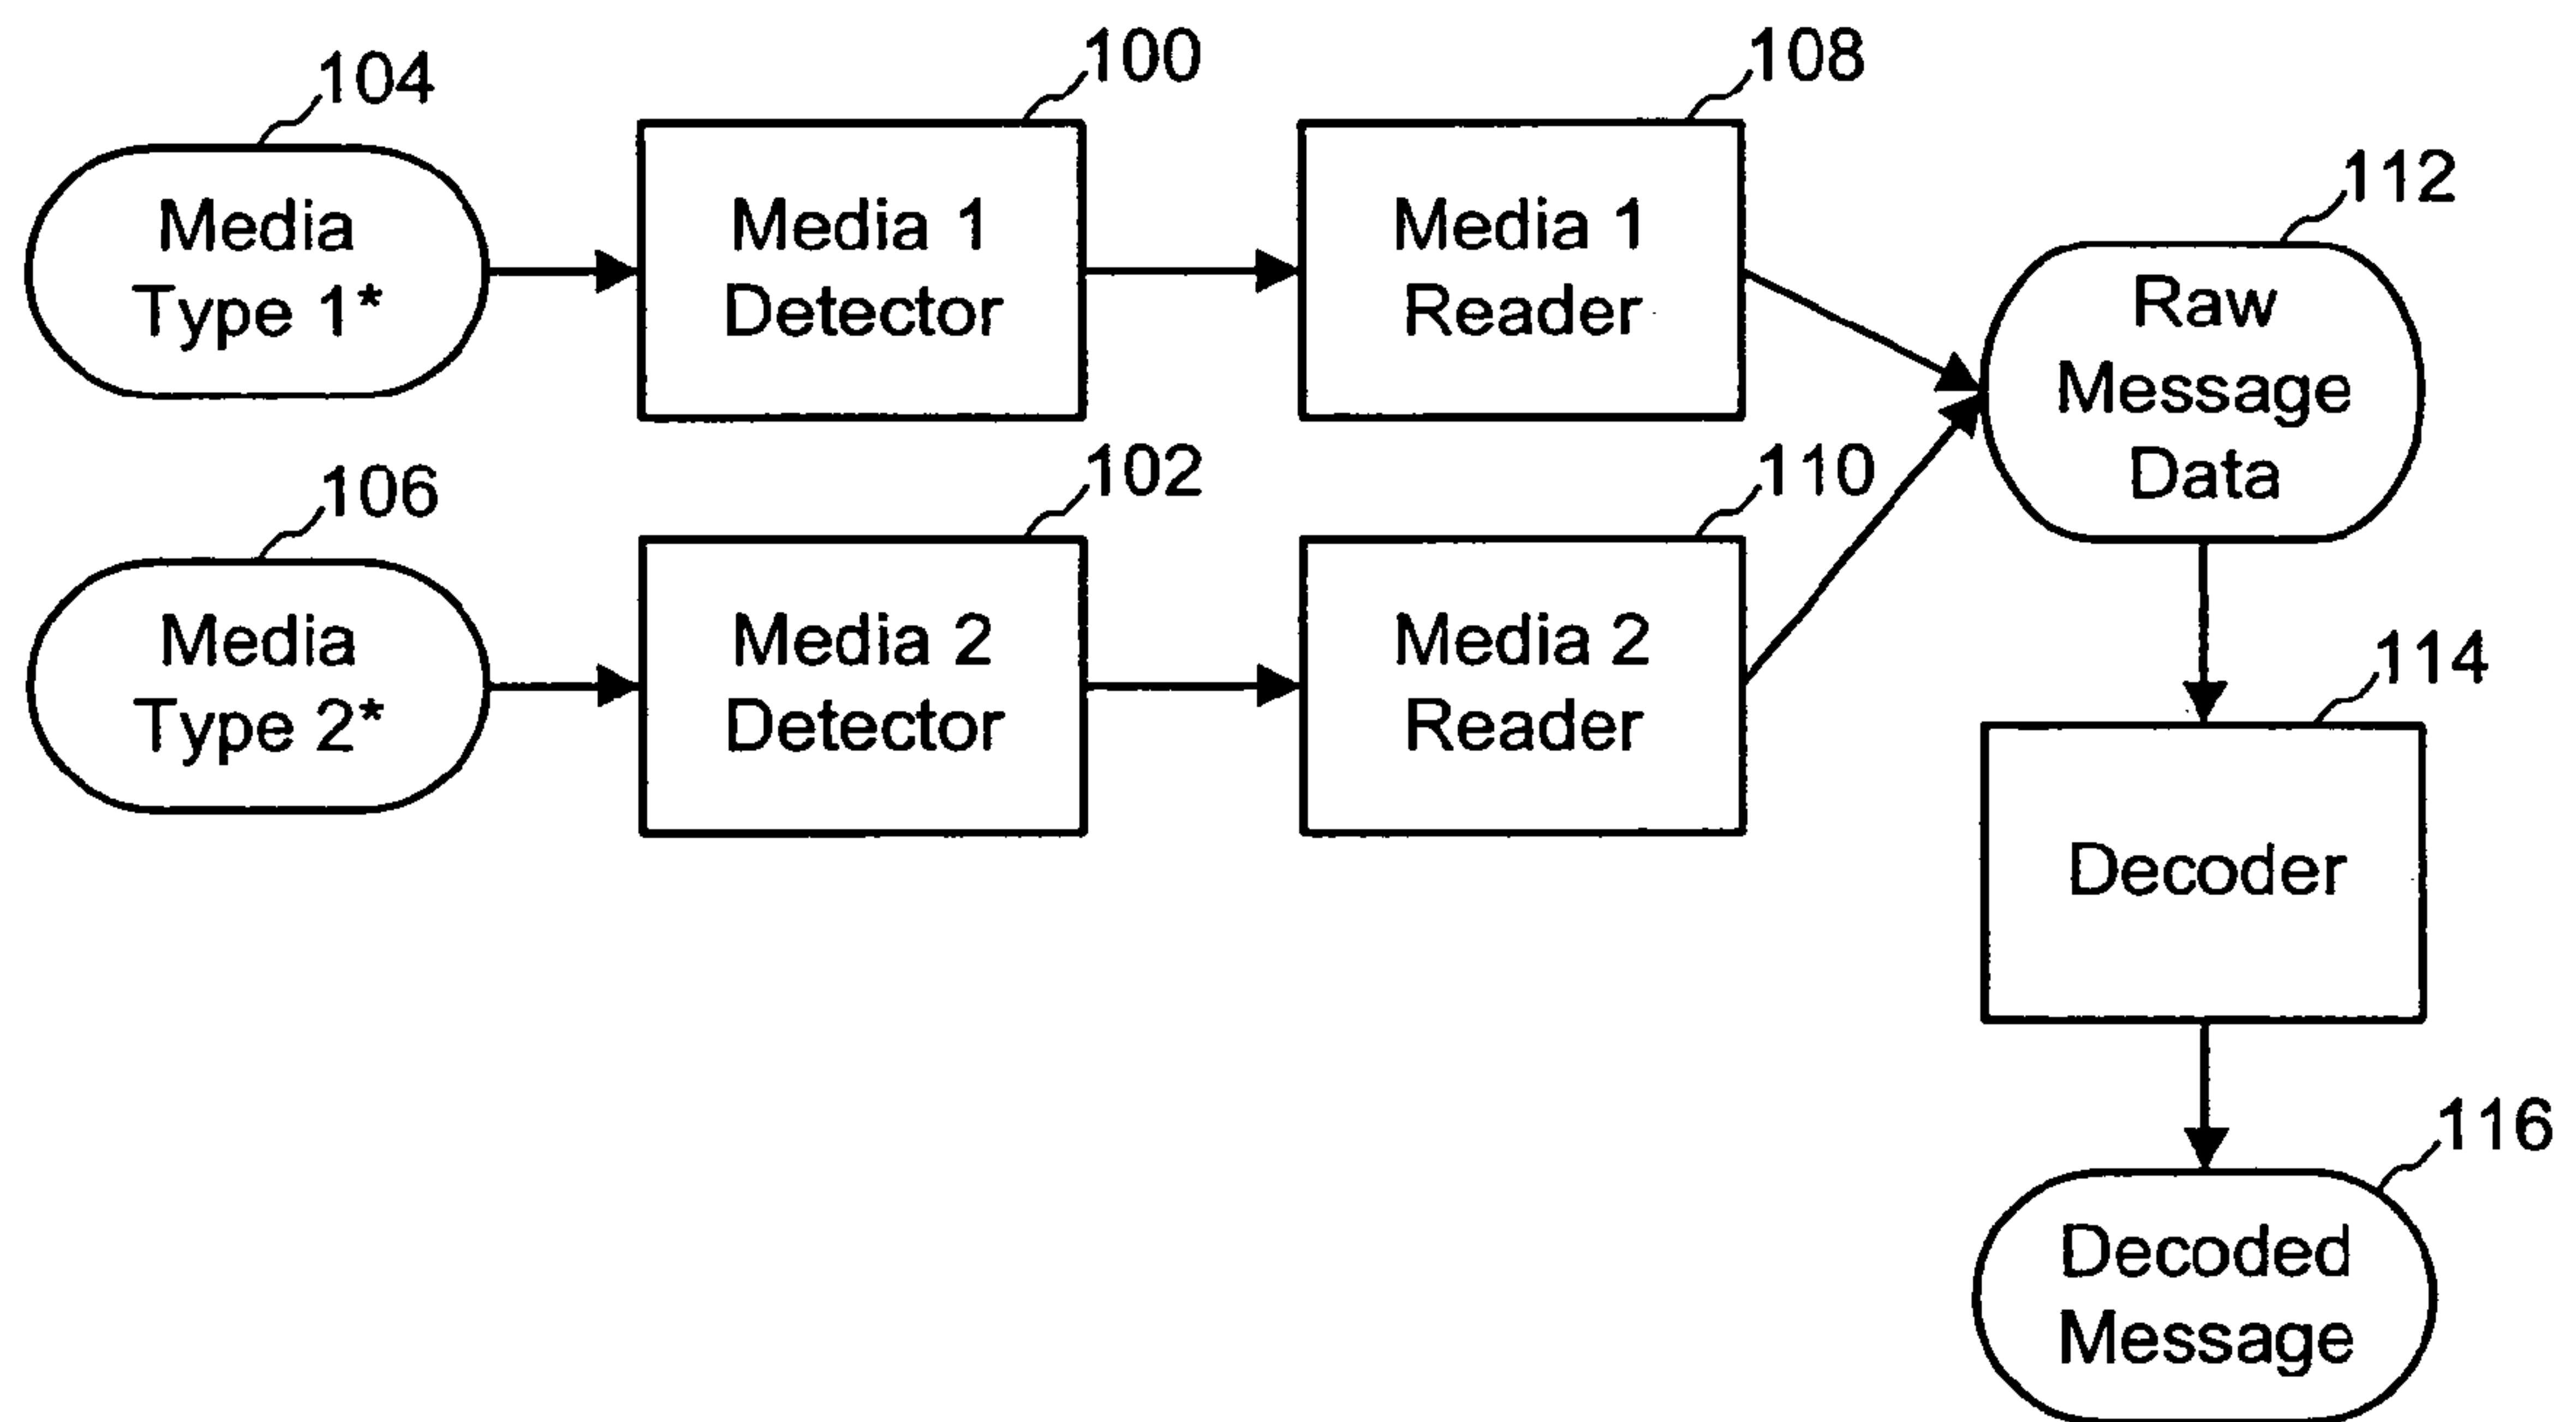 104
Media
Type 1*
100
Media 1
Detector
108
Media 1
Reader
112
Raw
Message
Data
106
Media
Type 2*
102
Media 2
Detector
110
Media 2
Reader
114
Decoder
116
Decoded
Message